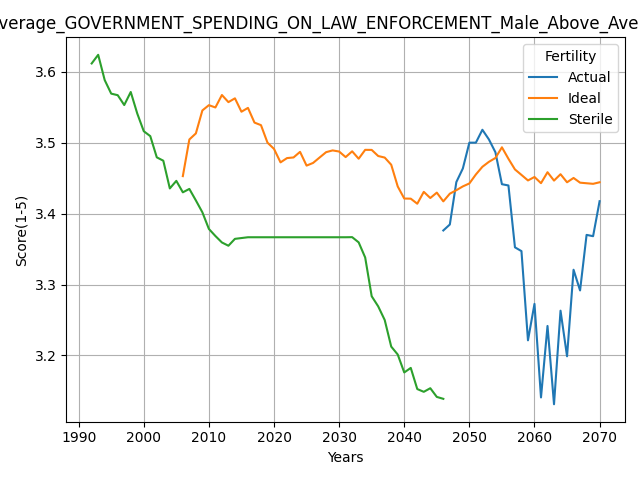 verage_GOVERNMENT_SPENDING_ON_LAW_ENFORCEMENT_Male_Above_Ave
Fertility
Actual
Ideal
Sterile
Score(1-5)
3.6
3.5
3.4
3.3
3.2
1990 2000 2010 2020 2030 2040 2050 2060 2070
Years